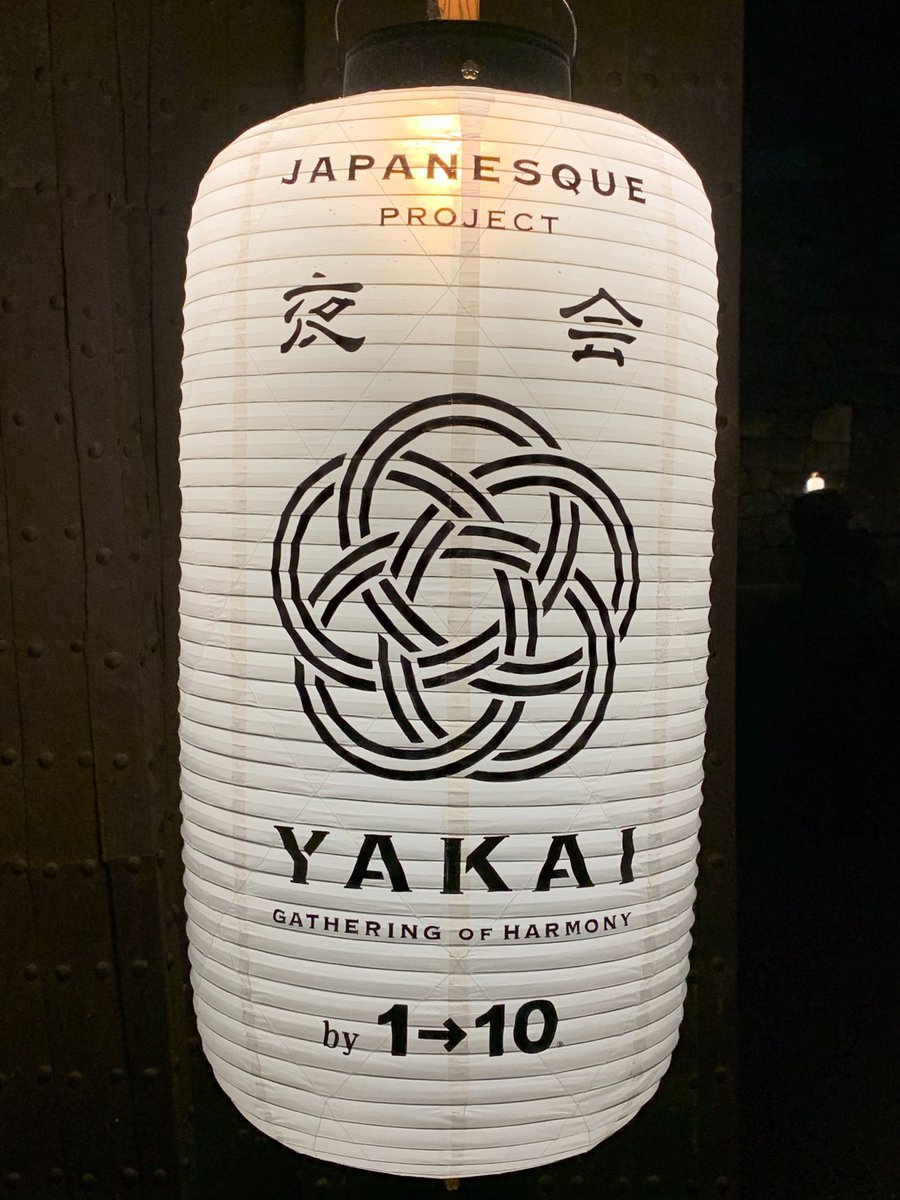 JAPANESQUE
PROJECT
夜 会
YAKAI
GATHERING OF HARMONY
by 1→10